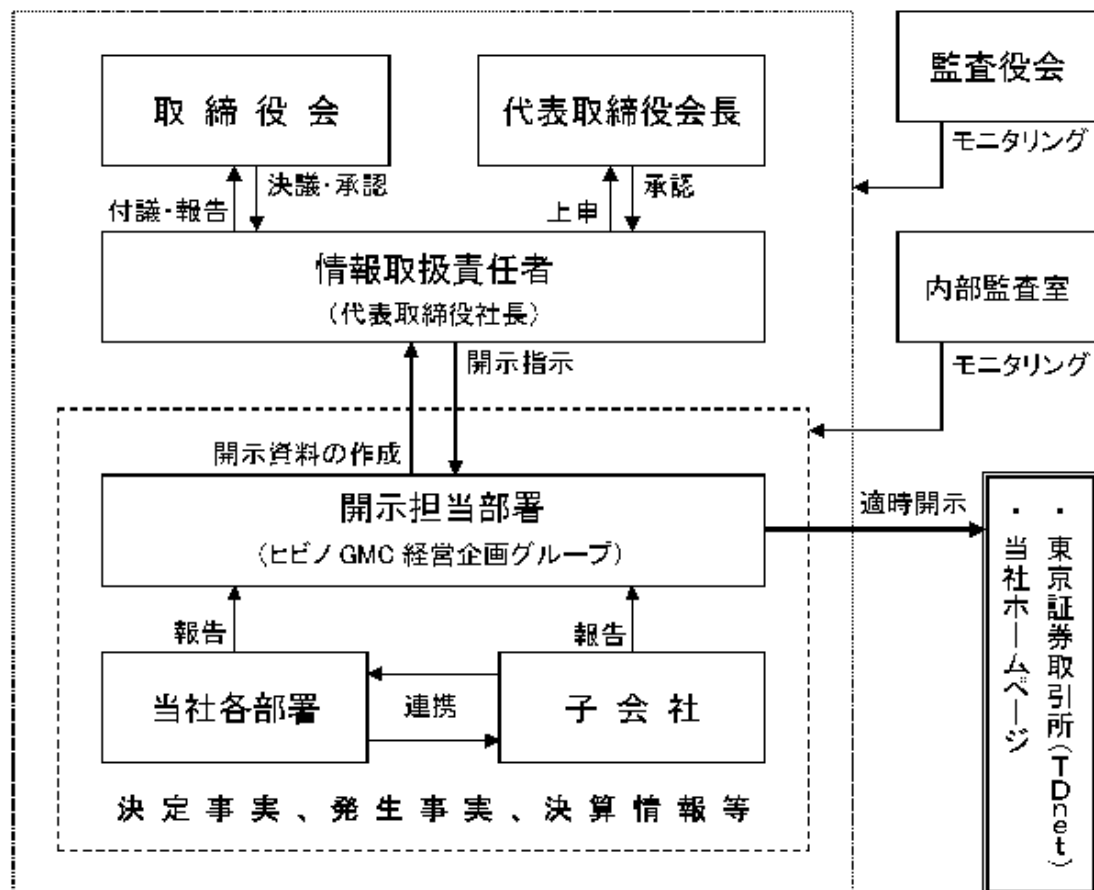 取締役会
代表取締役会長
監査役会
モニタリング
付議・報告
決議・承認
上申
承認
情報取扱責任者
（代表取締役社長）
内部監査室
モニタリング
開示指示
開示資料の作成
開示担当部署
（ヒビノGMC経営企画グループ）
適時開示
・東京証券取引所（TDnet）
・当社ホームページ
報告
報告
当社各部署
連携
子会社
決定事実、発生事実、決算情報等